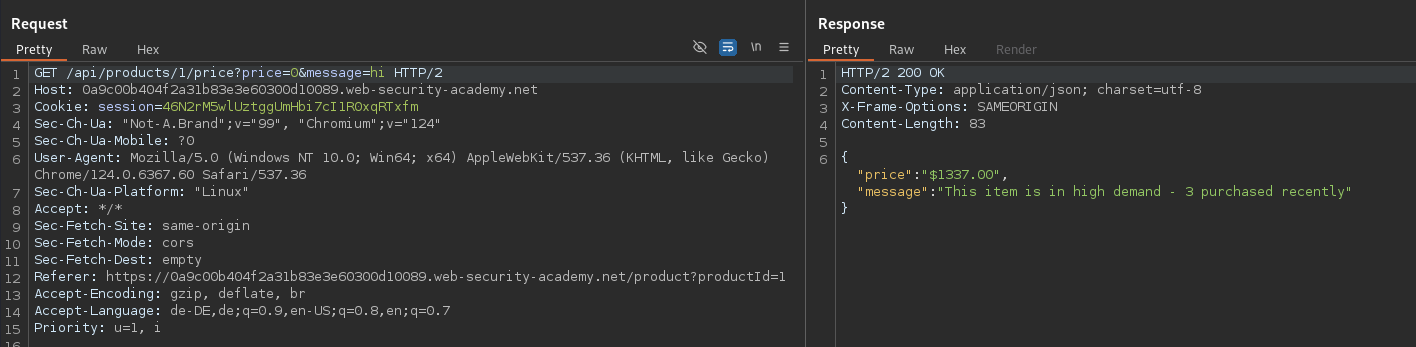 Request
Pretty Raw Hex \n
1 GET /api/products/1/price?price=0&message=hi HTTP/2
2 Host: 0a9c00b404f2a31b83e3e60300d10089.web-security-academy.net
3 Cookie: session=46N2rM5wlUztggUmHbi7cI1ROxqRTxfm
4 Sec-Ch-Ua: "Not-A.Brand";v="99", "Chromium";v="124"
5 Sec-Ch-Ua-Mobile: ?0
6 User-Agent: Mozilla/5.0 (Windows NT 10.0; Win64; x64) AppleWebKit/537.36 (KHTML, like Gecko)
Chrome/124.0.6367.60 Safari/537.36
7 Sec-Ch-Ua-Platform: "Linux"
8 Accept: */*
9 Sec-Fetch-Site: same-origin
10 Sec-Fetch-Mode: cors
11 Sec-Fetch-Dest: empty
12 Referer: https://0a9c00b404f2a31b83e3e60300d10089.web-security-academy.net/product?productId=1
13 Accept-Encoding: gzip, deflate, br
14 Accept-Language: de-DE,de;q=0.9,en-US;q=0.8,en;q=0.7
15 Priority: u=1, i
16
Response
Pretty Raw Hex Render
1 HTTP/2 200 OK
2 Content-Type: application/json; charset=utf-8
3 X-Frame-Options: SAMEORIGIN
4 Content-Length: 83
5
6 {
"price":"$1337.00",
"message":"This item is in high demand - 3 purchased recently"
}